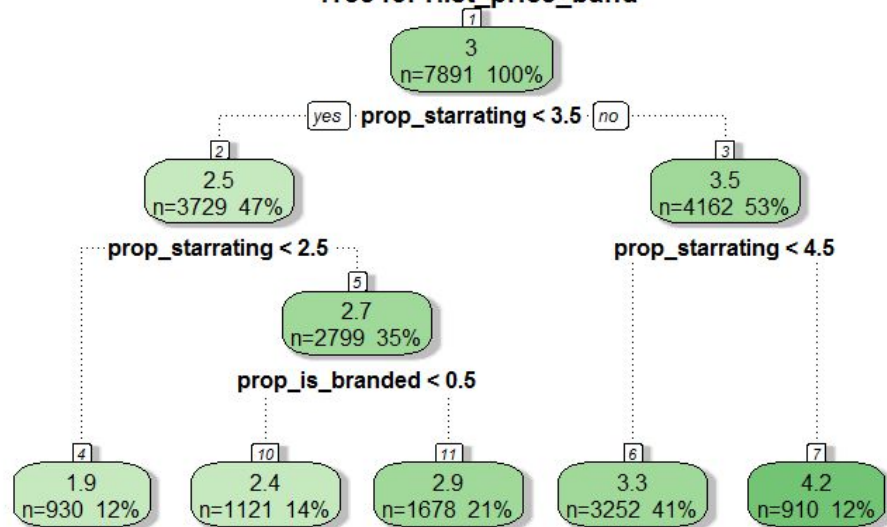 1
3
n=7891 100%
yes prop_starrating < 3.5 no
2
2.5
n=3729 47%
3
3.5
n=4162 53%
prop_starrating < 2.5
prop_starrating < 4.5
5
2.7
n=2799 35%
prop_is_branded < 0.5
4
1.9
n=930 12%
10
2.4
n=1121 14%
11
2.9
n=1678 21%
6
3.3
n=3252 41%
7
4.2
n=910 12%